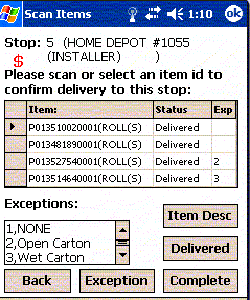 Scan Items 1:10 ok
Stop: 5 (HOME DEPOT #1055
(INSTALLER) )
$
Please scan or select an item id to
confirm delivery to this stop:
Item: Status Exp
P013510020001(ROLL(S) Delivered
P013481890001(ROLL(S) Delivered
P013527540001(ROLL(S) Delivered 2
P013514640001(ROLL(S) Delivered 3
Exceptions:
1,NONE
2,Open Carton
3,Wet Carton
Item Desc
Delivered
Back Exception Complete